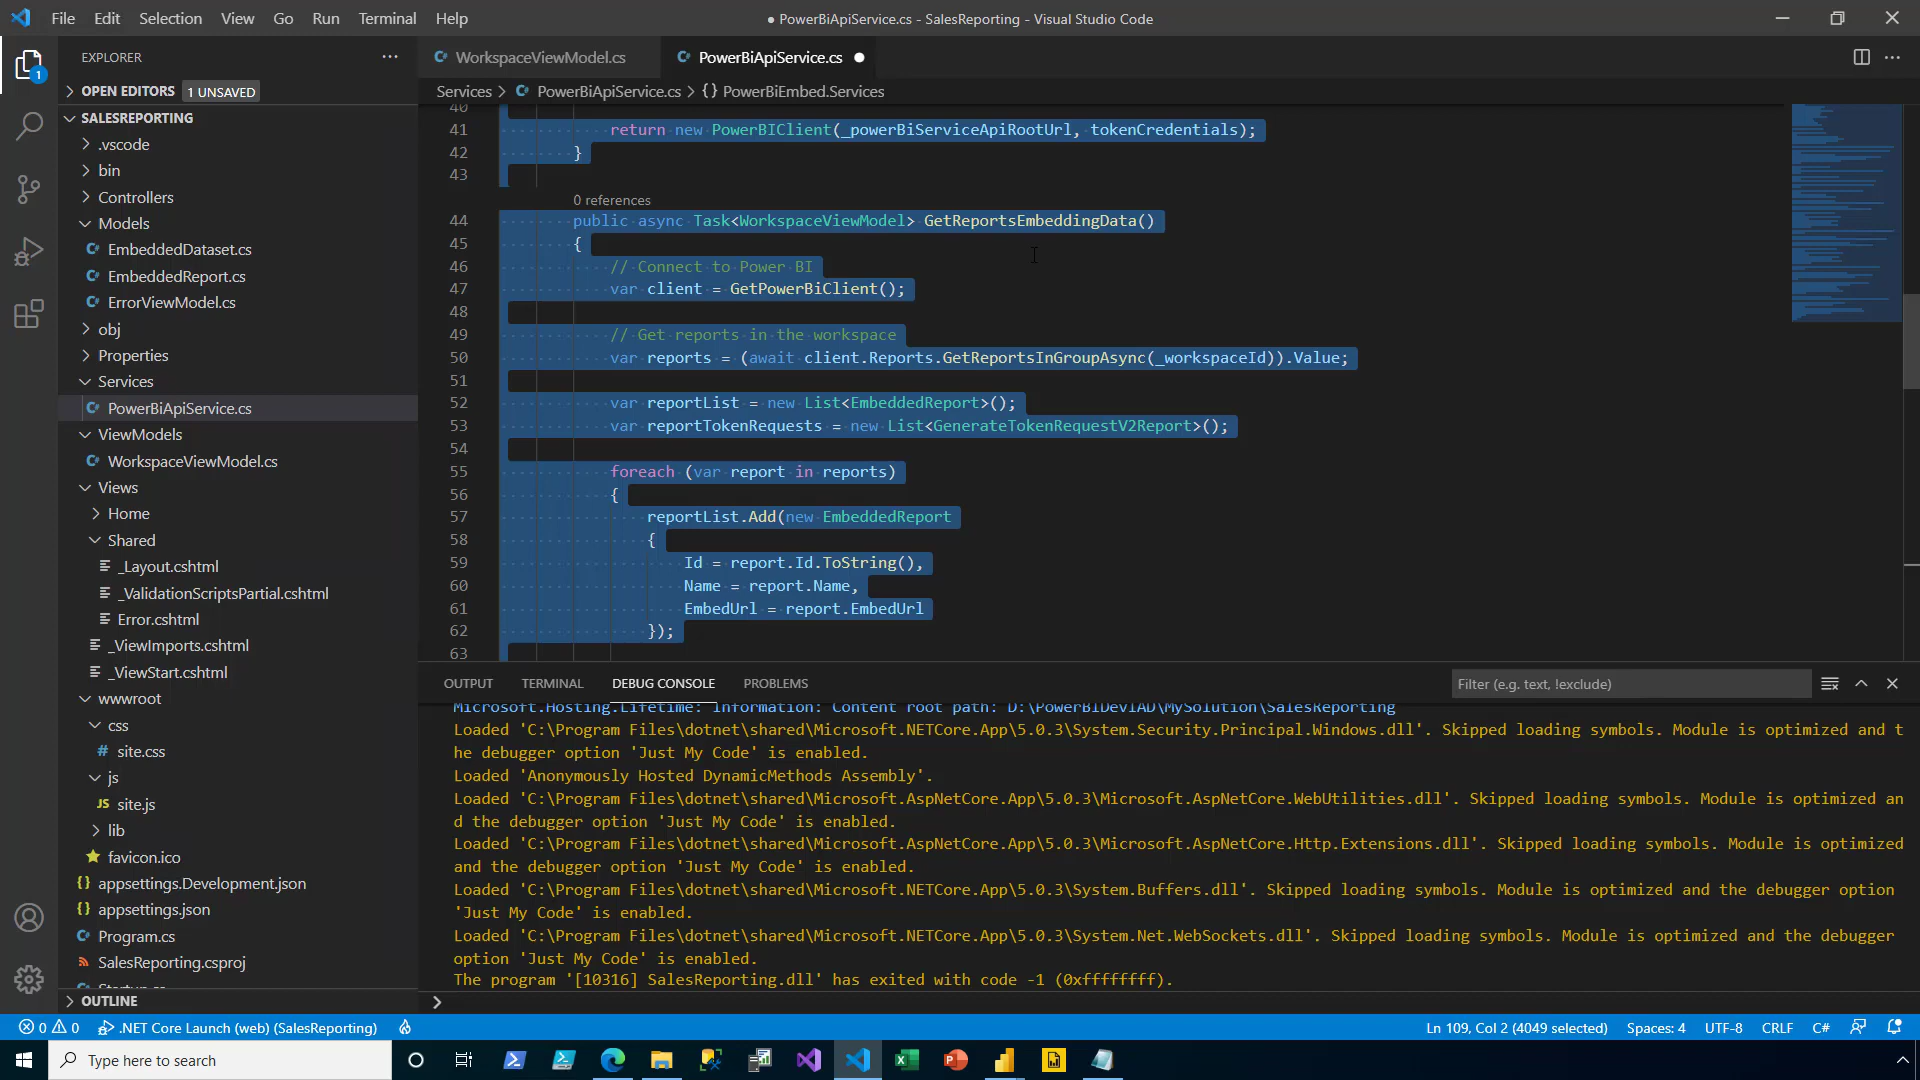 File Edit Selection View Go Run Terminal Help
● PowerBiApiService.cs - SalesReporting - Visual Studio Code
EXPLORER
OPEN EDITORS 1 UNSAVED
SALESREPORTING
.vscode
bin
Controllers
Models
EmbeddedDataset.cs
EmbeddedReport.cs
ErrorViewModel.cs
obj
Properties
Services
PowerBiApiService.cs
ViewModels
WorkspaceViewModel.cs
Views
Home
Shared
_Layout.cshtml
_ValidationScriptsPartial.cshtml
Error.cshtml
_ViewImports.cshtml
_ViewStart.cshtml
wwwroot
css
# site.css
js
JS site.js
lib
favicon.ico
{} appsettings.Development.json
{} appsettings.json
Program.cs
SalesReporting.csproj
OUTLINE
WorkspaceViewModel.cs PowerBiApiService.cs
Services > PowerBiApiService.cs > {} PowerBiEmbed.Services
40
41 return new PowerBIClient(_powerBiServiceApiRootUrl, tokenCredentials);
42 }
43
0 references
44 public async Task<WorkspaceViewModel> GetReportsEmbeddingData()
45 {
46 // Connect to Power BI
47 var client = GetPowerBiClient();
48
49 // Get reports in the workspace
50 var reports = (await client.Reports.GetReportsInGroupAsync(_workspaceId)).Value;
51
52 var reportList = new List<EmbeddedReport>();
53 var reportTokenRequests = new List<GenerateTokenRequestV2Report>();
54
55 foreach (var report in reports)
56 {
57 reportList.Add(new EmbeddedReport
58 {
59 Id = report.Id.ToString(),
60 Name = report.Name,
61 EmbedUrl = report.EmbedUrl
62 });
63
OUTPUT TERMINAL DEBUG CONSOLE PROBLEMS
Filter (e.g. text, !exclude)
Microsoft.Hosting.Lifetime: Information: Content root path: D:\PowerBiDevIAD\MySolution\SalesReporting
Loaded 'C:\Program Files\dotnet\shared\Microsoft.NETCore.App\5.0.3\System.Security.Principal.Windows.dll'. Skipped loading symbols. Module is optimized and t
he debugger option 'Just My Code' is enabled.
Loaded 'Anonymously Hosted DynamicMethods Assembly'.
Loaded 'C:\Program Files\dotnet\shared\Microsoft.AspNetCore.App\5.0.3\Microsoft.AspNetCore.WebUtilities.dll'. Skipped loading symbols. Module is optimized an
d the debugger option 'Just My Code' is enabled.
Loaded 'C:\Program Files\dotnet\shared\Microsoft.AspNetCore.App\5.0.3\Microsoft.AspNetCore.Http.Extensions.dll'. Skipped loading symbols. Module is optimized
and the debugger option 'Just My Code' is enabled.
Loaded 'C:\Program Files\dotnet\shared\Microsoft.NETCore.App\5.0.3\System.Buffers.dll'. Skipped loading symbols. Module is optimized and the debugger option
'Just My Code' is enabled.
Loaded 'C:\Program Files\dotnet\shared\Microsoft.NETCore.App\5.0.3\System.Net.WebSockets.dll'. Skipped loading symbols. Module is optimized and the debugger
option 'Just My Code' is enabled.
The program '[10316] SalesReporting.dll' has exited with code -1 (0xffffffff).
0 0 .NET Core Launch (web) (SalesReporting)
Ln 109, Col 2 (4049 selected) Spaces: 4 UTF-8 CRLF C#
Type here to search